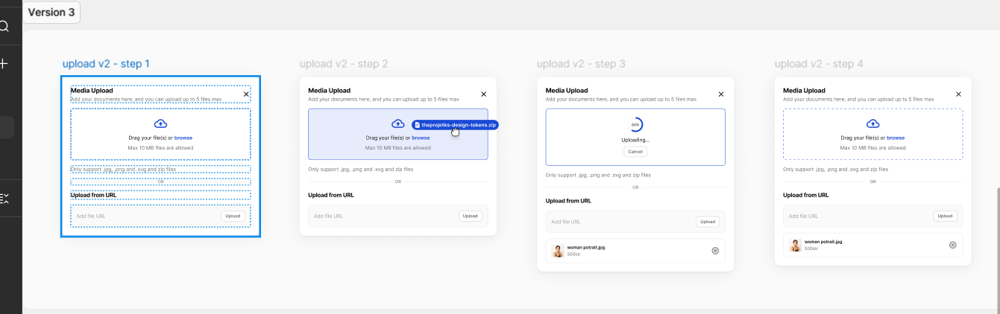 Version 3
upload v2 - step 1
Media Upload
Add your documents here, and you can upload up to 5 files max
Drag your file(s) or browse
Max 10 MB files are allowed
Only support .jpg, .png and .svg and zip files
OR
Upload from URL
Add file URL
Upload
upload v2 - step 2
Media Upload
Add your documents here, and you can upload up to 5 files max
theprojetks-design-tokens.zip
Drag your file(s) or browse
Max 10 MB files are allowed
Only support .jpg, .png and .svg and zip files
OR
Upload from URL
Add file URL
Upload
upload v2 - step 3
Media Upload
Add your documents here, and you can upload up to 5 files max
60%
Uploading...
Cancel
Only support .jpg, .png and .svg and zip files
OR
Upload from URL
Add file URL
Upload
woman potrait.jpg
500kb
upload v2 - step 4
Media Upload
Add your documents here, and you can upload up to 5 files max
Drag your file(s) or browse
Max 10 MB files are allowed
Only support .jpg, .png and .svg and zip files
OR
Upload from URL
Add file URL
Upload
woman potrait.jpg
500kb